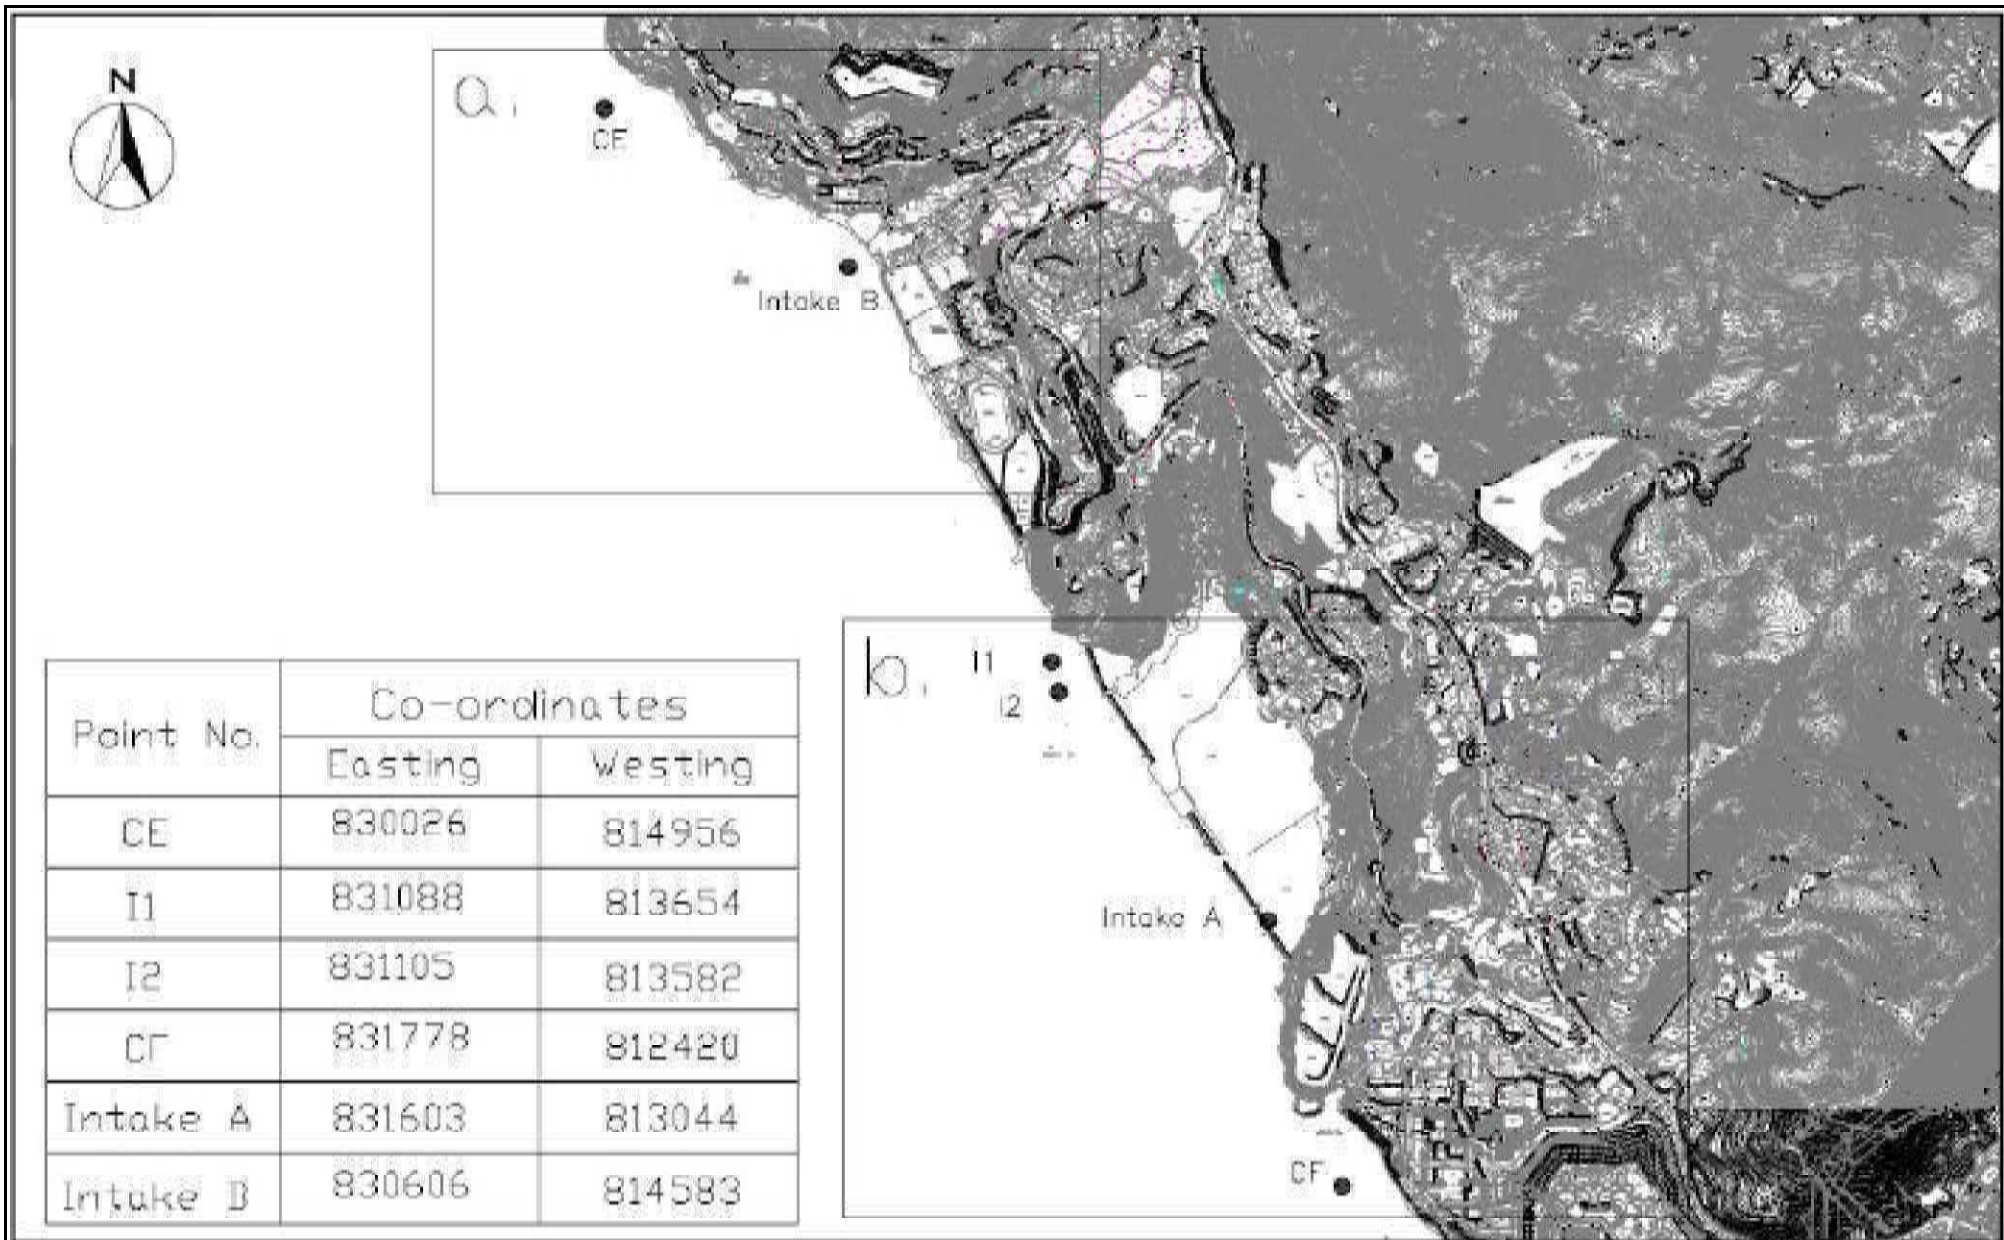 N
a.
CE
Intake B
b.
I1
I2
Intake A
CF
Point No.
Co-ordinates
Easting
Westing
CE
830026
814956
I1
831088
813654
I2
831105
813582
CF
831778
812420
Intake A
831603
813044
Intake B
830606
814583